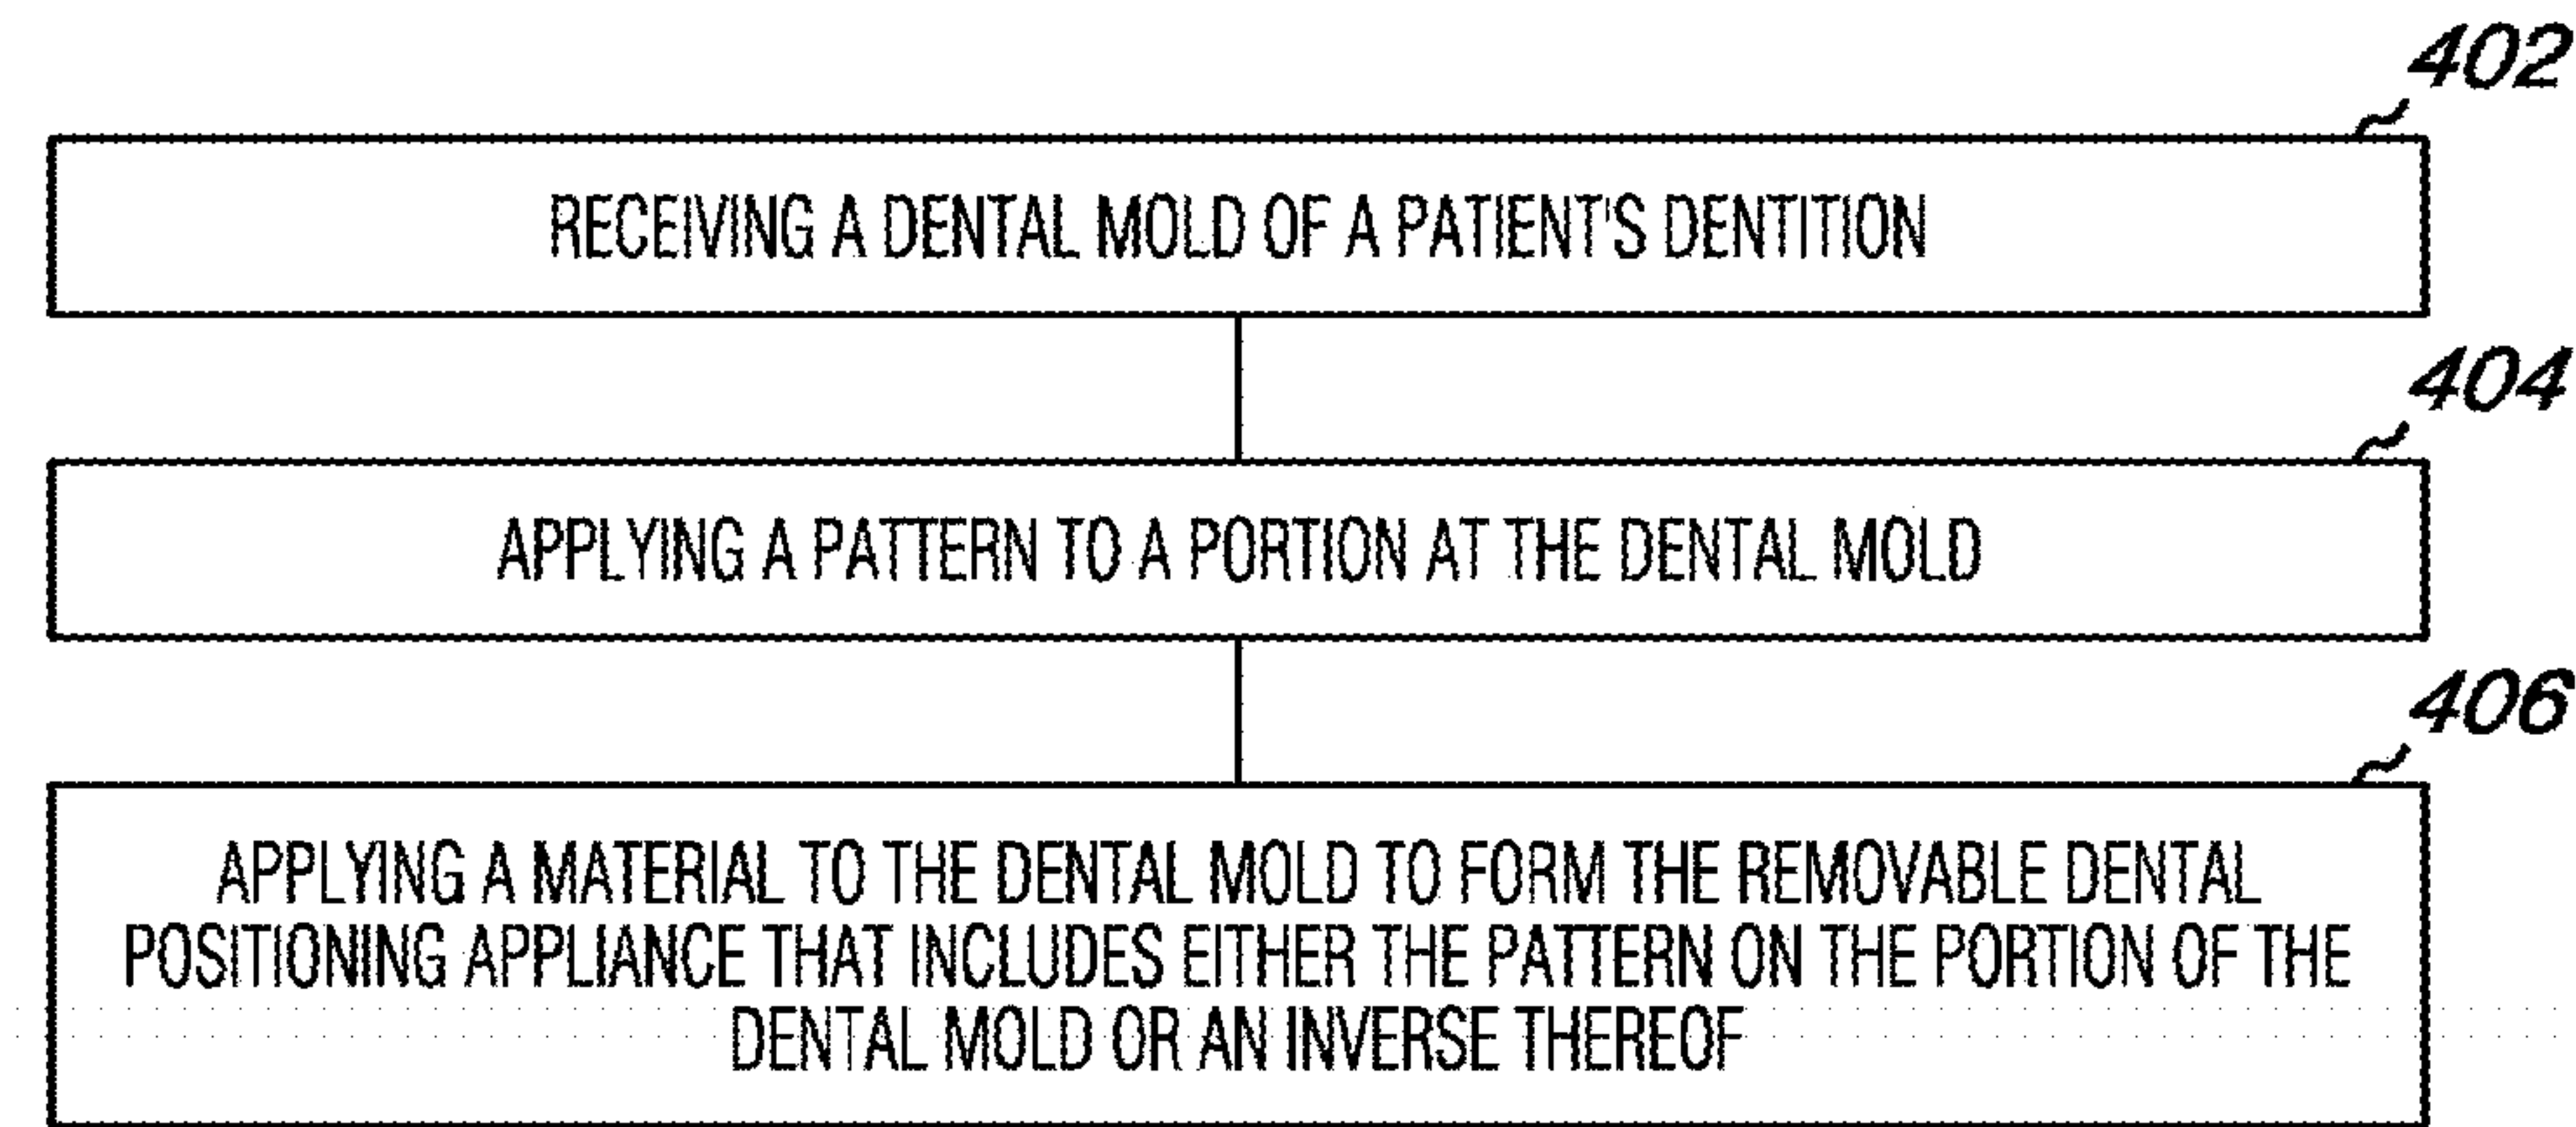 402
RECEIVING A DENTAL MOLD OF A PATIENT'S DENTITION
404
APPLYING A PATTERN TO A PORTION AT THE DENTAL MOLD
406
APPLYING A MATERIAL TO THE DENTAL MOLD TO FORM THE REMOVABLE DENTAL
POSITIONING APPLIANCE THAT INCLUDES EITHER THE PATTERN ON THE PORTION OF THE
DENTAL MOLD OR AN INVERSE THEREOF